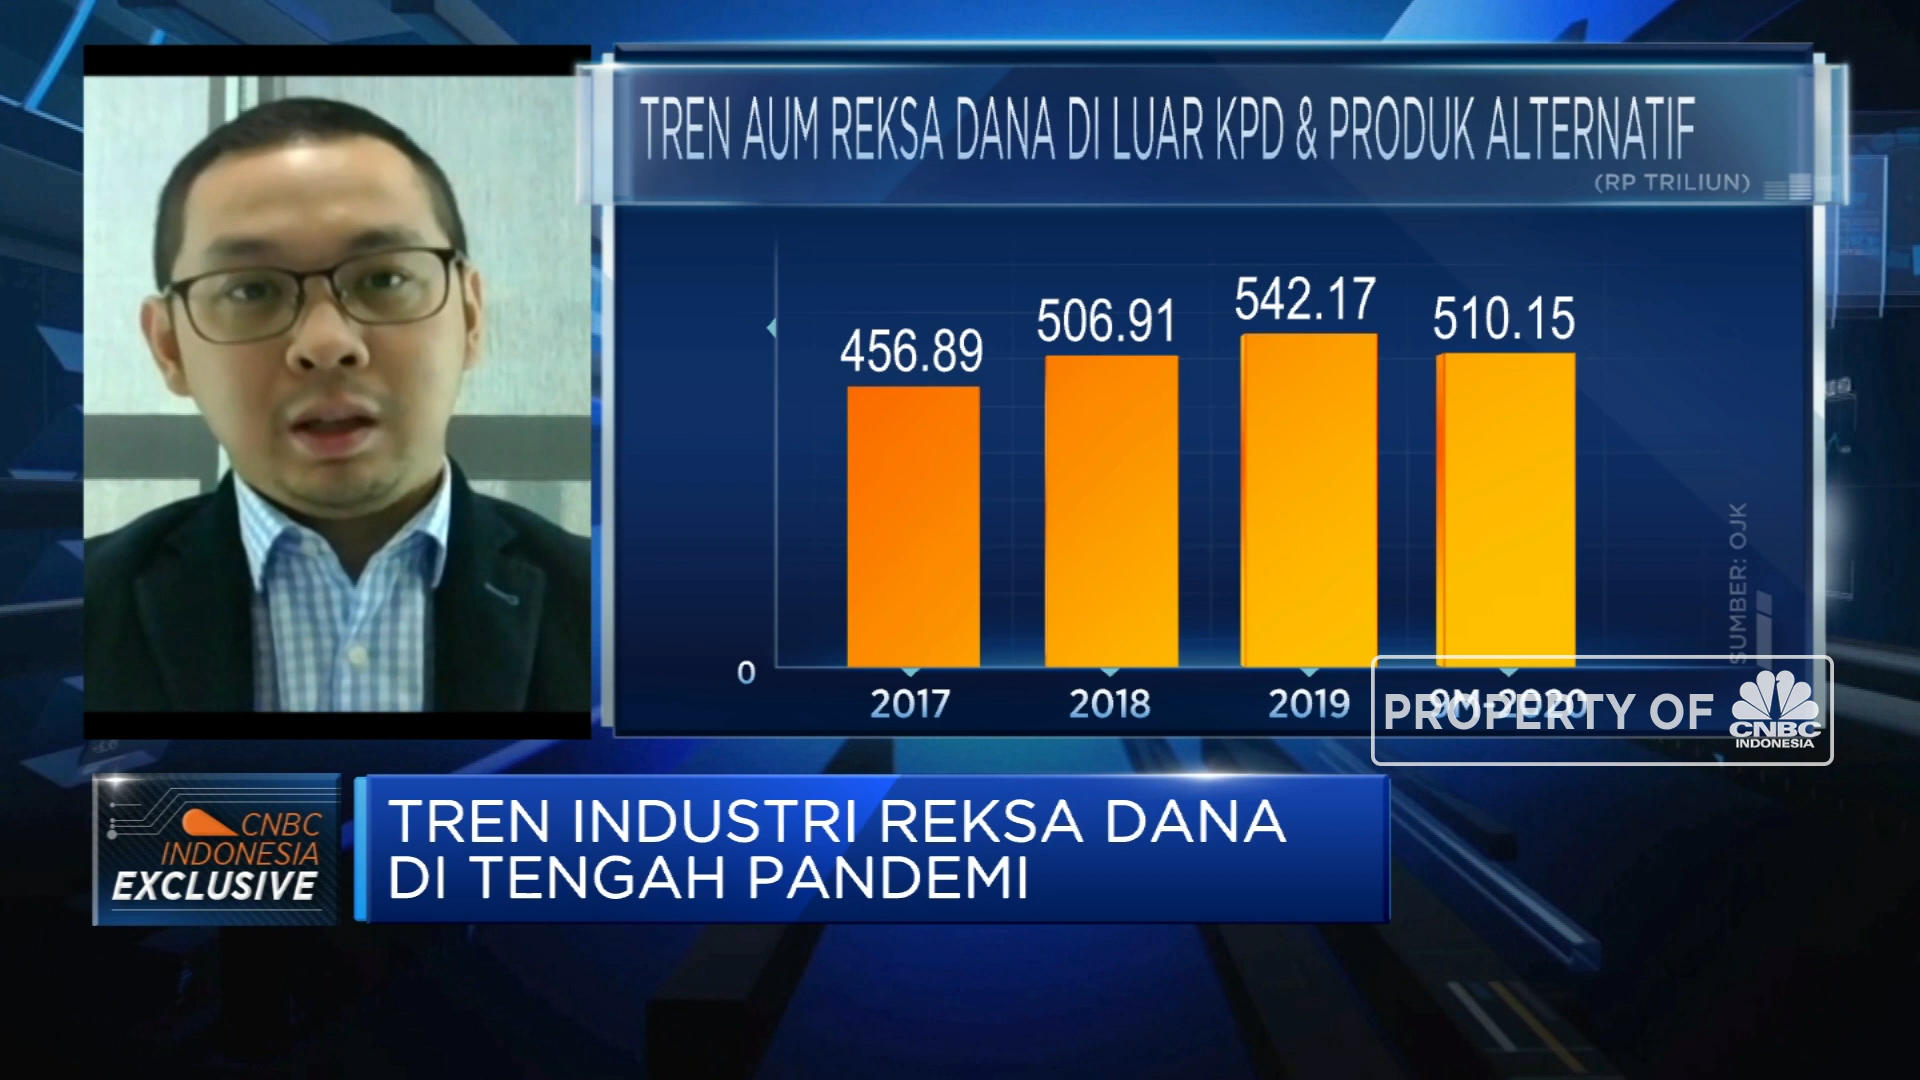 TREN AUM REKSA DANA DI LUAR KPD & PRODUK ALTERNATIF
(RP TRILIUN)
456.89
506.91
542.17
510.15
0
2017
2018
2019
9M-2020
SUMBER: OJK
PROPERTY OF
CNBC
INDONESIA
CNBC
INDONESIA
EXCLUSIVE
TREN INDUSTRI REKSA DANA
DI TENGAH PANDEMI